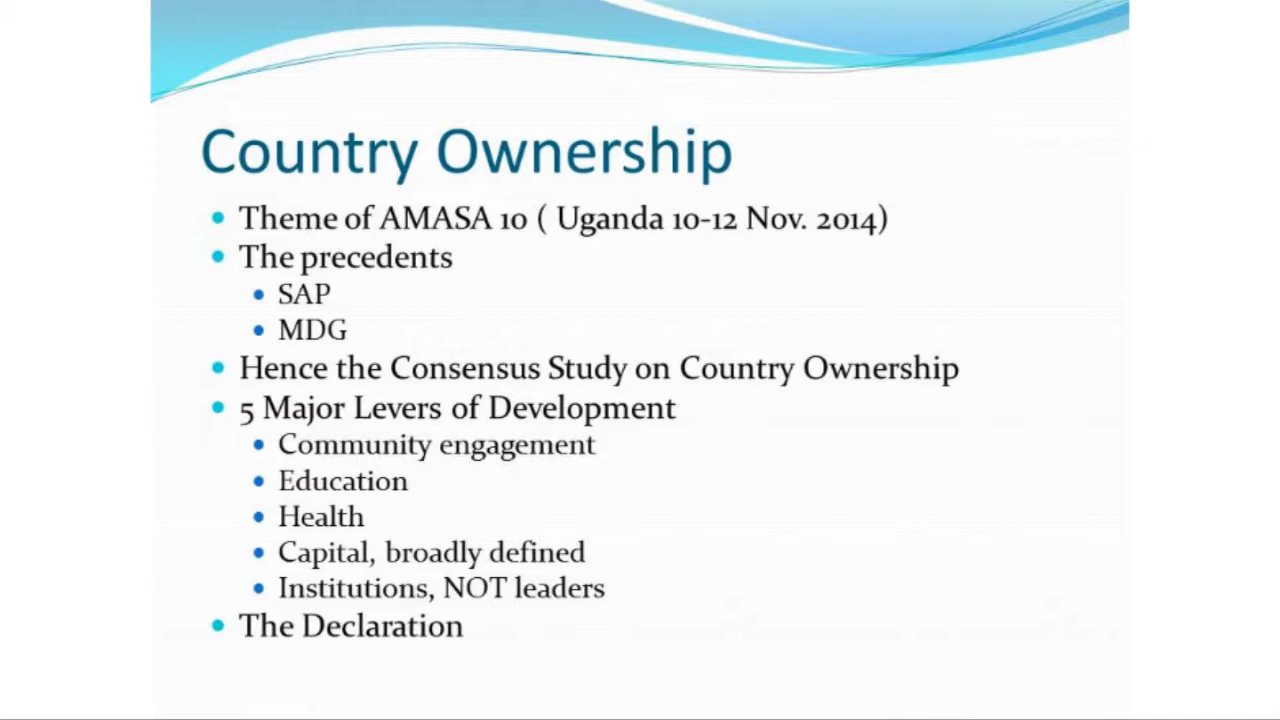 Country Ownership
Theme of AMASA 10 ( Uganda 10-12 Nov. 2014)
The precedents
SAP
MDG
Hence the Consensus Study on Country Ownership
5 Major Levers of Development
Community engagement
Education
Health
Capital, broadly defined
Institutions, NOT leaders
The Declaration